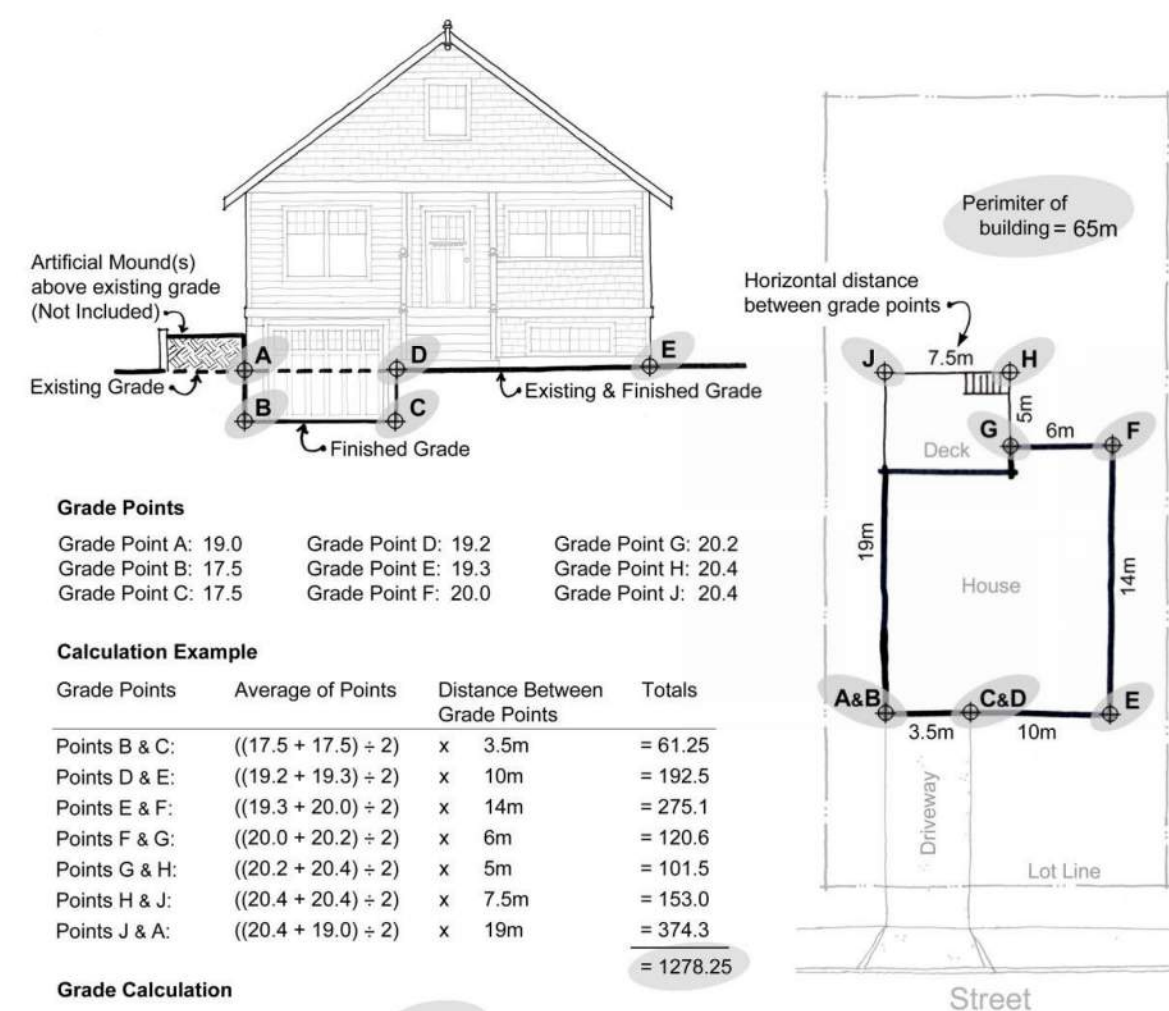 Artificial Mound(s)
above existing grade
(Not Included)
Existing Grade
A
B
D
C
E
Existing & Finished Grade
Finished Grade
Perimiter of
building = 65m
Horizontal distance
between grade points
J
7.5m
H
5m
G
6m
F
Deck
19m
House
14m
A&B
C&D
E
3.5m
10m
Driveway
Lot Line
Street
Grade Points
Grade Point A: 19.0 Grade Point D: 19.2 Grade Point G: 20.2
Grade Point B: 17.5 Grade Point E: 19.3 Grade Point H: 20.4
Grade Point C: 17.5 Grade Point F: 20.0 Grade Point J: 20.4
Calculation Example
Grade Points Average of Points Distance Between Totals
Grade Points
Points B & C: ((17.5 + 17.5) ÷ 2) x 3.5m = 61.25
Points D & E: ((19.2 + 19.3) ÷ 2) x 10m = 192.5
Points E & F: ((19.3 + 20.0) ÷ 2) x 14m = 275.1
Points F & G: ((20.0 + 20.2) ÷ 2) x 6m = 120.6
Points G & H: ((20.2 + 20.4) ÷ 2) x 5m = 101.5
Points H & J: ((20.4 + 20.4) ÷ 2) x 7.5m = 153.0
Points J & A: ((20.4 + 19.0) ÷ 2) x 19m = 374.3
= 1278.25
Grade Calculation